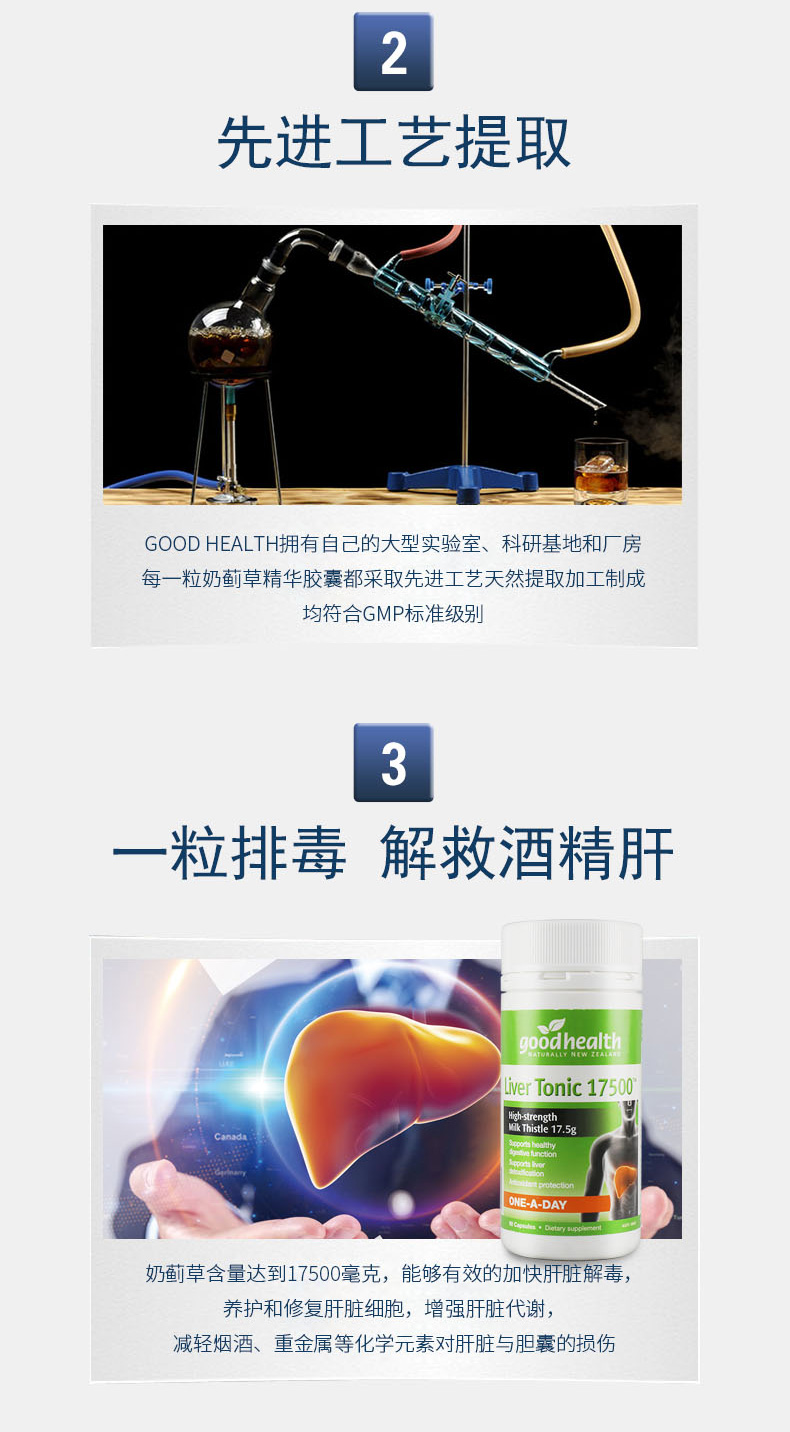 2
先进工艺提取
GOOD HEALTH拥有自己的大型实验室、科研基地和厂房
每一粒奶蓟草精华胶囊都采取先进工艺天然提取加工制成
均符合GMP标准级别
3
一粒排毒 解救酒精肝
UAE
Canada
Germany
goodhealth
NATURALLY NEW ZEALAND
Liver Tonic 17500™
High-strength
Milk Thistle 17.5g
Supports healthy
digestive function
Supports liver
detoxification
Antioxidant protection
ONE-A-DAY
Capsules • Dietary supplement
奶蓟草含量达到17500毫克，能够有效的加快肝脏解毒，
养护和修复肝脏细胞，增强肝脏代谢，
减轻烟酒、重金属等化学元素对肝脏与胆囊的损伤